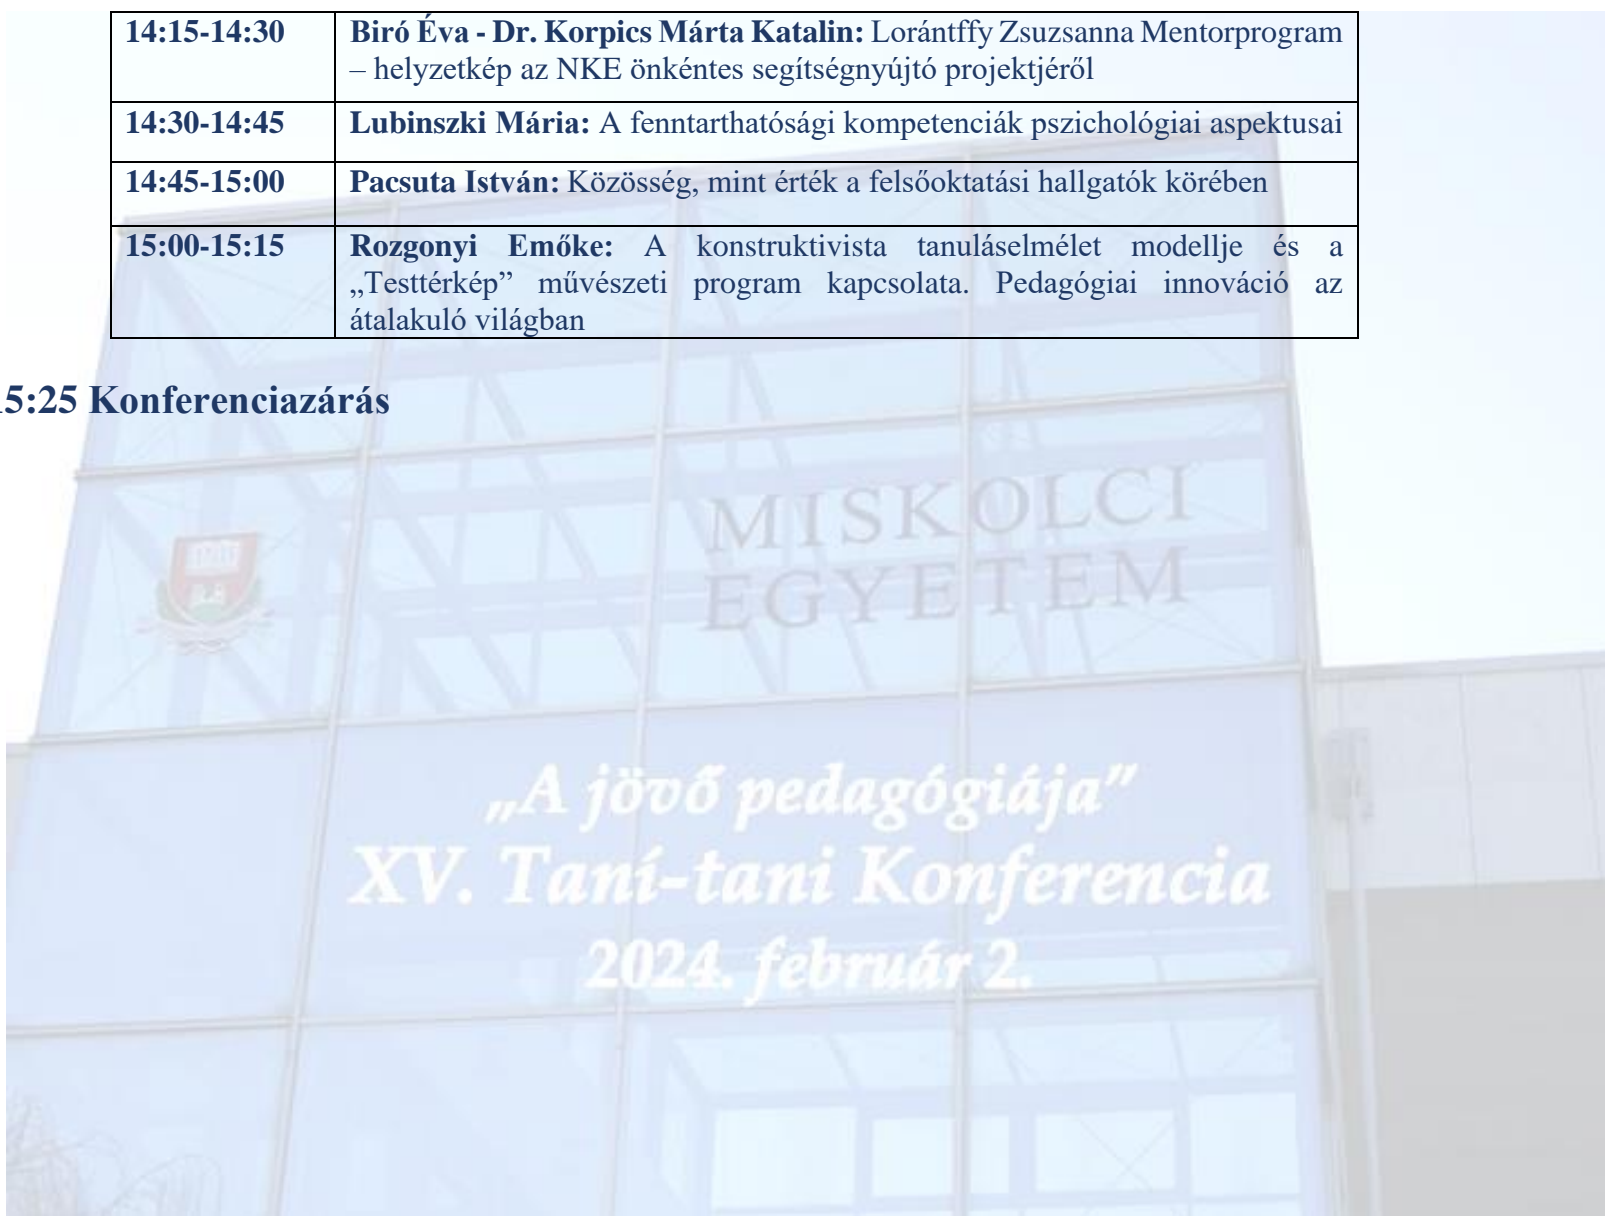 14:15-14:30 Biró Éva - Dr. Korpics Márta Katalin: Lorántffy Zsuzsanna Mentorprogram
– helyzetkép az NKE önkéntes segítségnyújtó projektjéről
14:30-14:45 Lubinszki Mária: A fenntarthatósági kompetenciák pszichológiai aspektusai
14:45-15:00 Pacsuta István: Közösség, mint érték a felsőoktatási hallgatók körében
15:00-15:15 Rozgonyi Emőke: A konstruktivista tanuláselmélet modellje és a
„Testtérkép” művészeti program kapcsolata. Pedagógiai innováció az
átalakuló világban
5:25 Konferenciazárás
MISKOLCI
EGYETEM
„A jövő pedagógiája”
XV. Taní-tani Konferencia
2024. február 2.